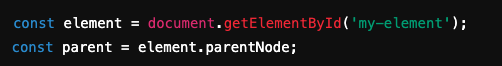 const element = document.getElementById('my-element');
const parent = element.parentNode;